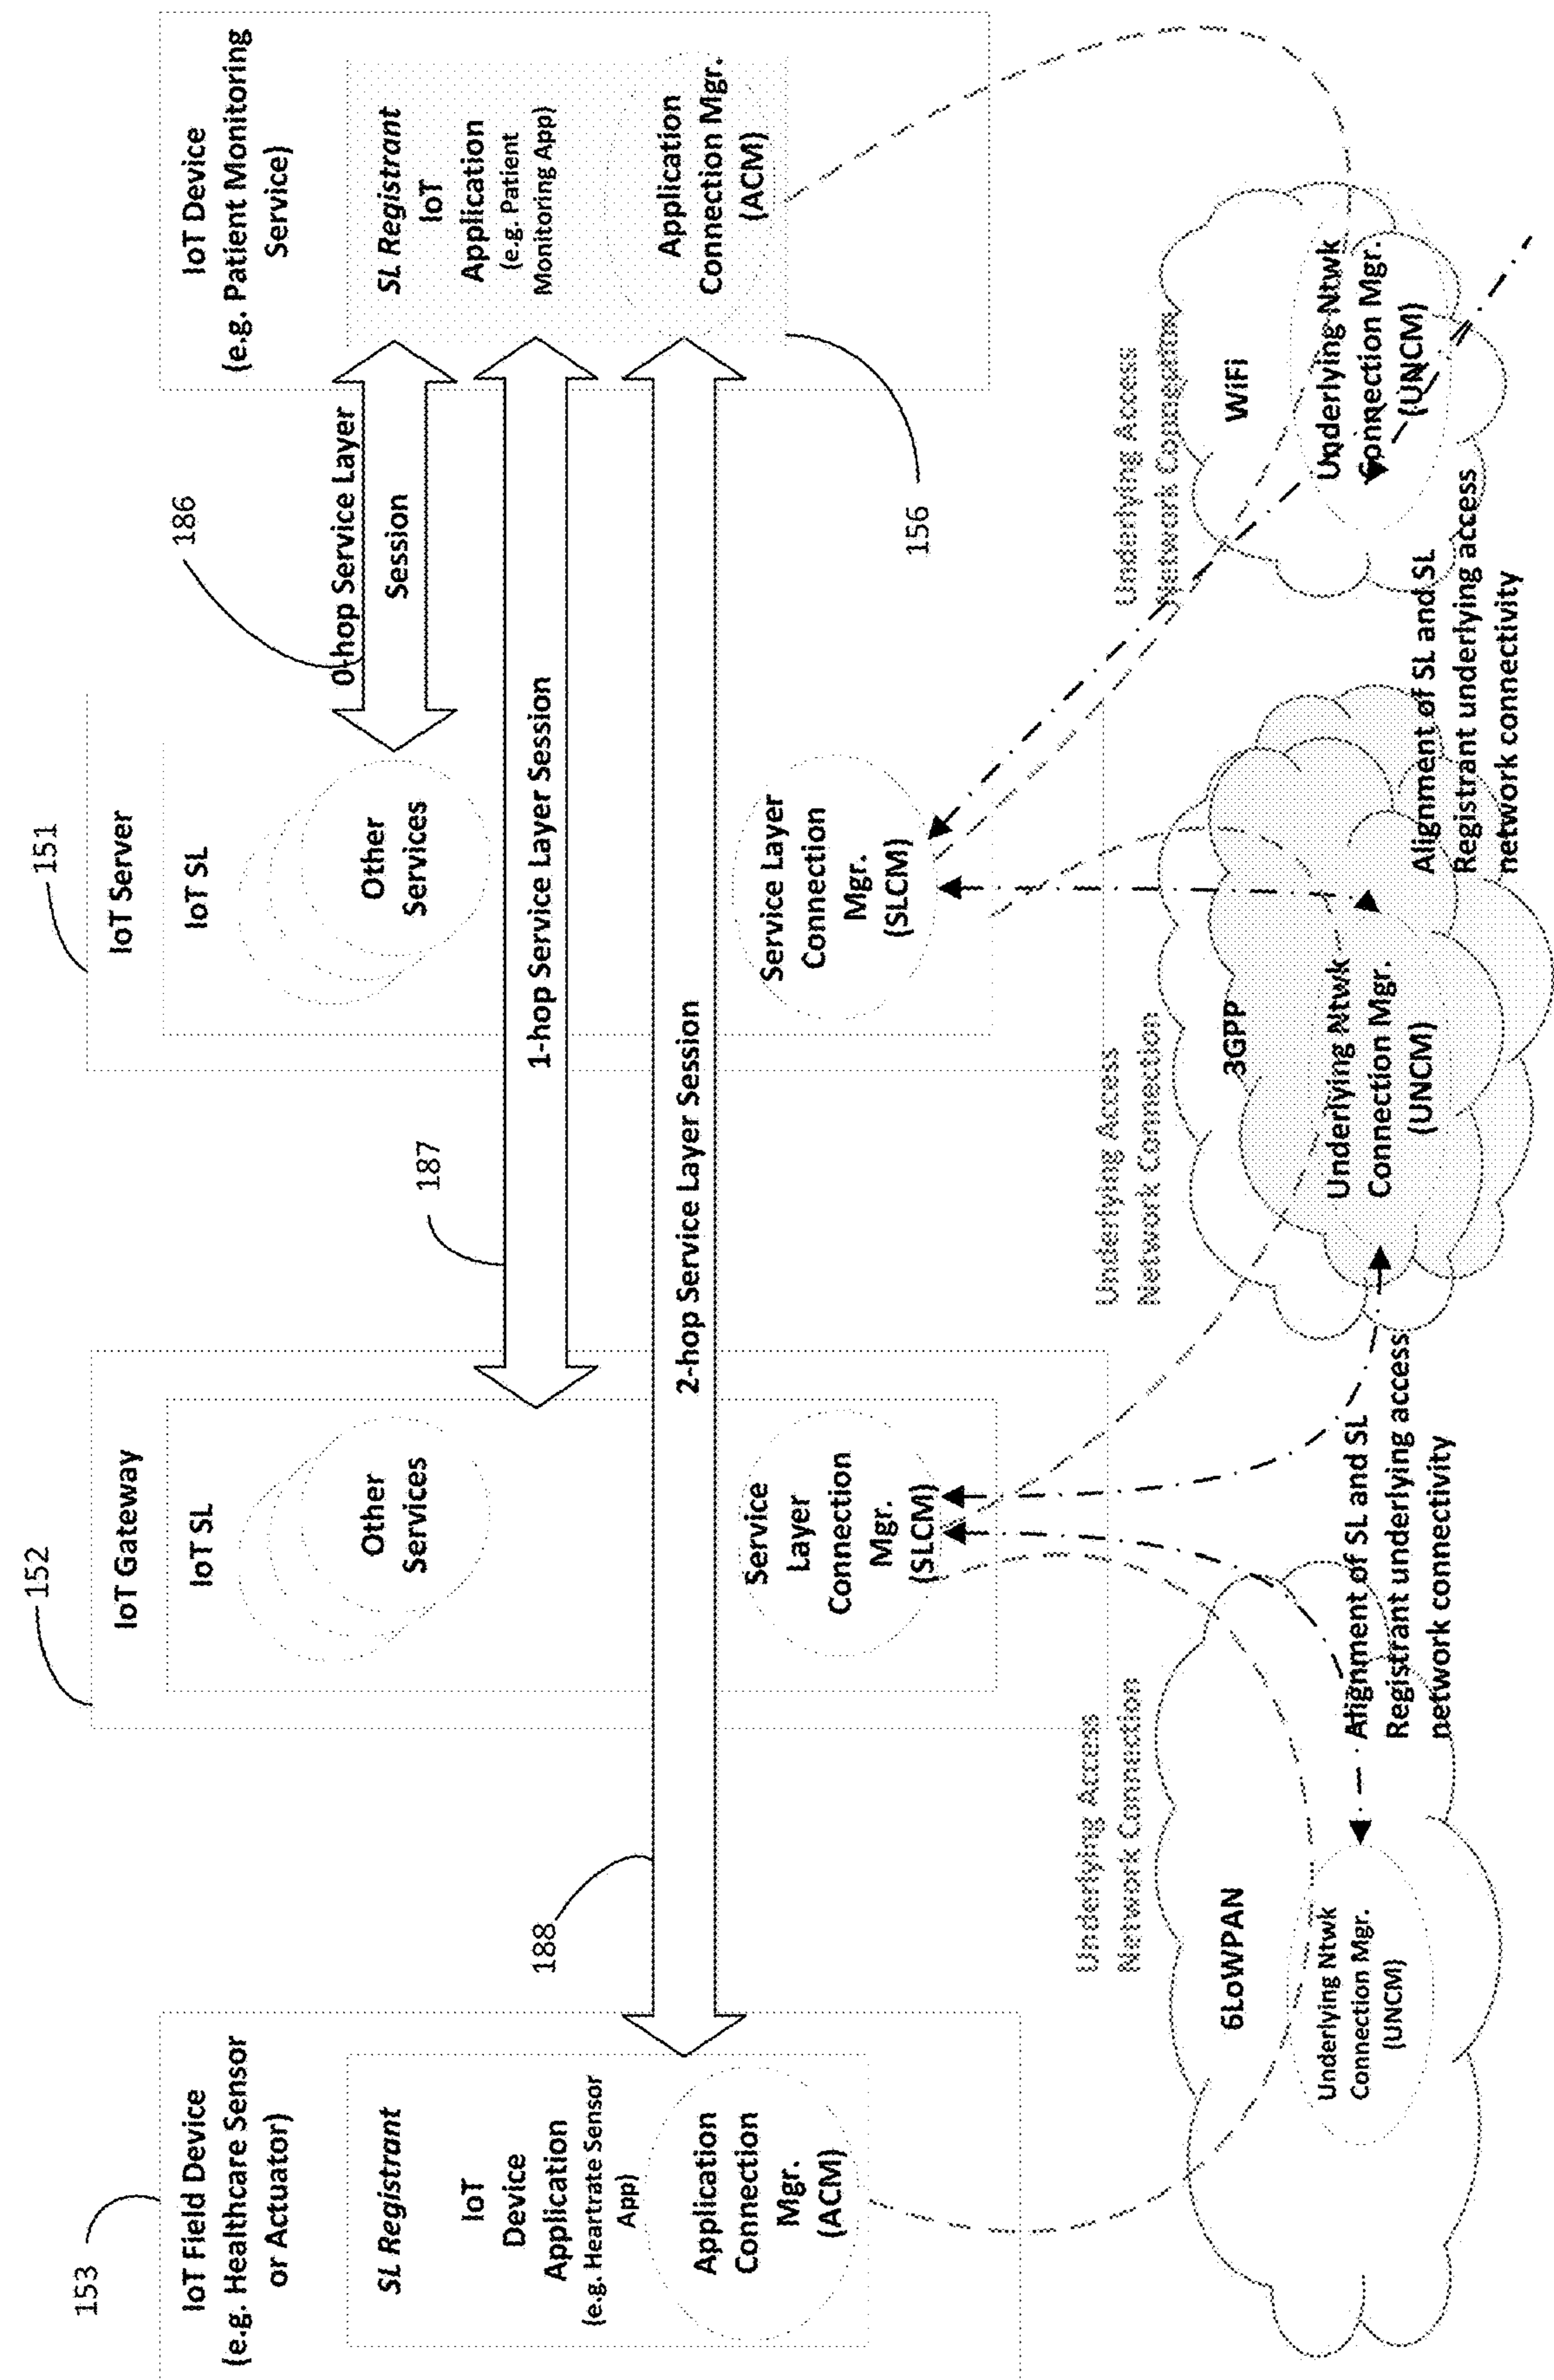 153
IoT Field Device
(e.g. Healthcare Sensor
or Actuator)
SL Registrant
IoT
Device
Application
(e.g. Heartrate Sensor
App)
Application
Connection
Mgr.
(ACM)
152
IoT Gateway
IoT SL
Other
Services
Service
Layer
Connection
Mgr.
(SLCM)
151
IoT Server
IoT SL
Other
Services
Service Layer
Connection
Mgr.
(SLCM)
IoT Device
(e.g. Patient Monitoring
Service)
SL Registrant
IoT
Application
(e.g. Patient
Monitoring App)
Application
Connection Mgr.
(ACM)
156
186
0-hop Service Layer
Session
187
1-hop Service Layer Session
188
2-hop Service Layer Session
Underlying Access
Network Connection
Underlying Access
Network Connection
Underlying Access
Network Connection
6LoWPAN
Underlying Ntwk
Connection Mgr.
(UNCM)
Alignment of SL and SL
Registrant underlying access
network connectivity
3GPP
Underlying Ntwk
Connection Mgr.
(UNCM)
Alignment of SL and SL
Registrant underlying access
network connectivity
WiFi
Underlying Ntwk
Connection Mgr.
(UNCM)